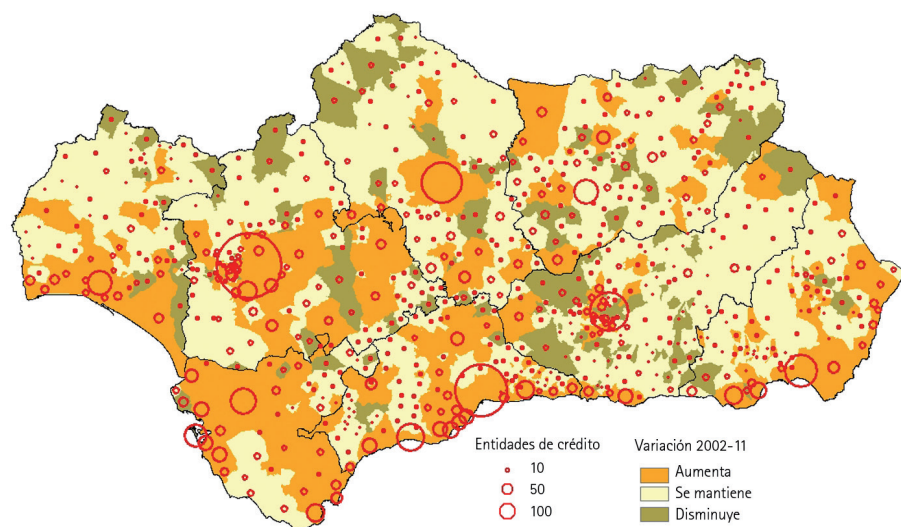 Entidades de crédito
10
50
100
Variación 2002-11
Aumenta
Se mantiene
Disminuye